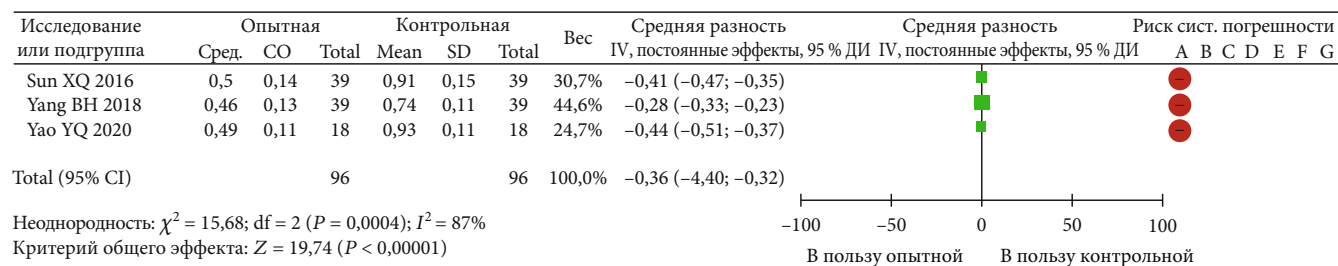 Исследование Опытная Контрольная Вес Средняя разность Средняя разность Риск сист. погрешности
или подгруппа Сред. СО Total Mean SD Total IV, постоянные эффекты, 95 % ДИ IV, постоянные эффекты, 95 % ДИ A B C D E F G
Sun XQ 2016 0,5 0,14 39 0,91 0,15 39 30,7% −0,41 (−0,47; −0,35) −
Yang BH 2018 0,46 0,13 39 0,74 0,11 39 44,6% −0,28 (−0,33; −0,23) −
Yao YQ 2020 0,49 0,11 18 0,93 0,11 18 24,7% −0,44 (−0,51; −0,37) −
Total (95% CI) 96 96 100,0% −0,36 (−4,40; −0,32)
Неоднородность: χ² = 15,68; df = 2 (P = 0,0004); I² = 87%
Критерий общего эффекта: Z = 19,74 (P < 0,00001)
−100 −50 0 50 100
В пользу опытной В пользу контрольной